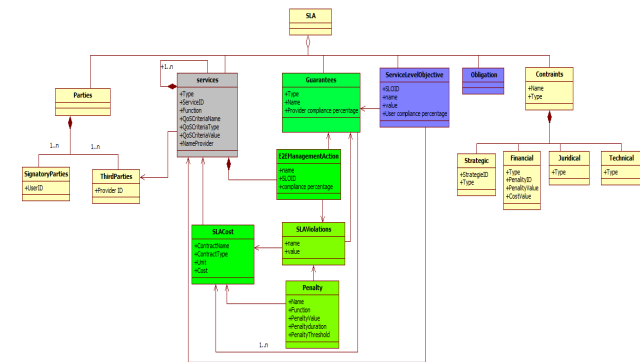 SLA
Parties
+1..n
services
+Type
+ServiceID
+Function
+QoSCriteriaName
+QoSCriteriaType
+QoSCriteriaValue
+NameProvider
Guarantees
+Type
+Name
+Provider compliance percentage
ServiceLevelObjective
+SLOID
+name
+value
+User compliance percentage
Obligation
Contraints
+Name
+Type
1..n
1..n
SignatoryParties
+UserID
ThirdParties
+Provider ID
E2EManagementAction
+name
+SLOID
+compliance percentage
Strategic
+StrategieID
+Type
Financial
+Type
+PenalityID
+PenalityValue
+CostValue
Juridical
+Type
Technical
+Type
SLACost
+ContractName
+ContractType
+Unit
+Cost
SLAViolations
+name
+value
Penalty
+Name
+Function
+PenaltyValue
+Penaltyduration
+PenaltyThreshold
1..n